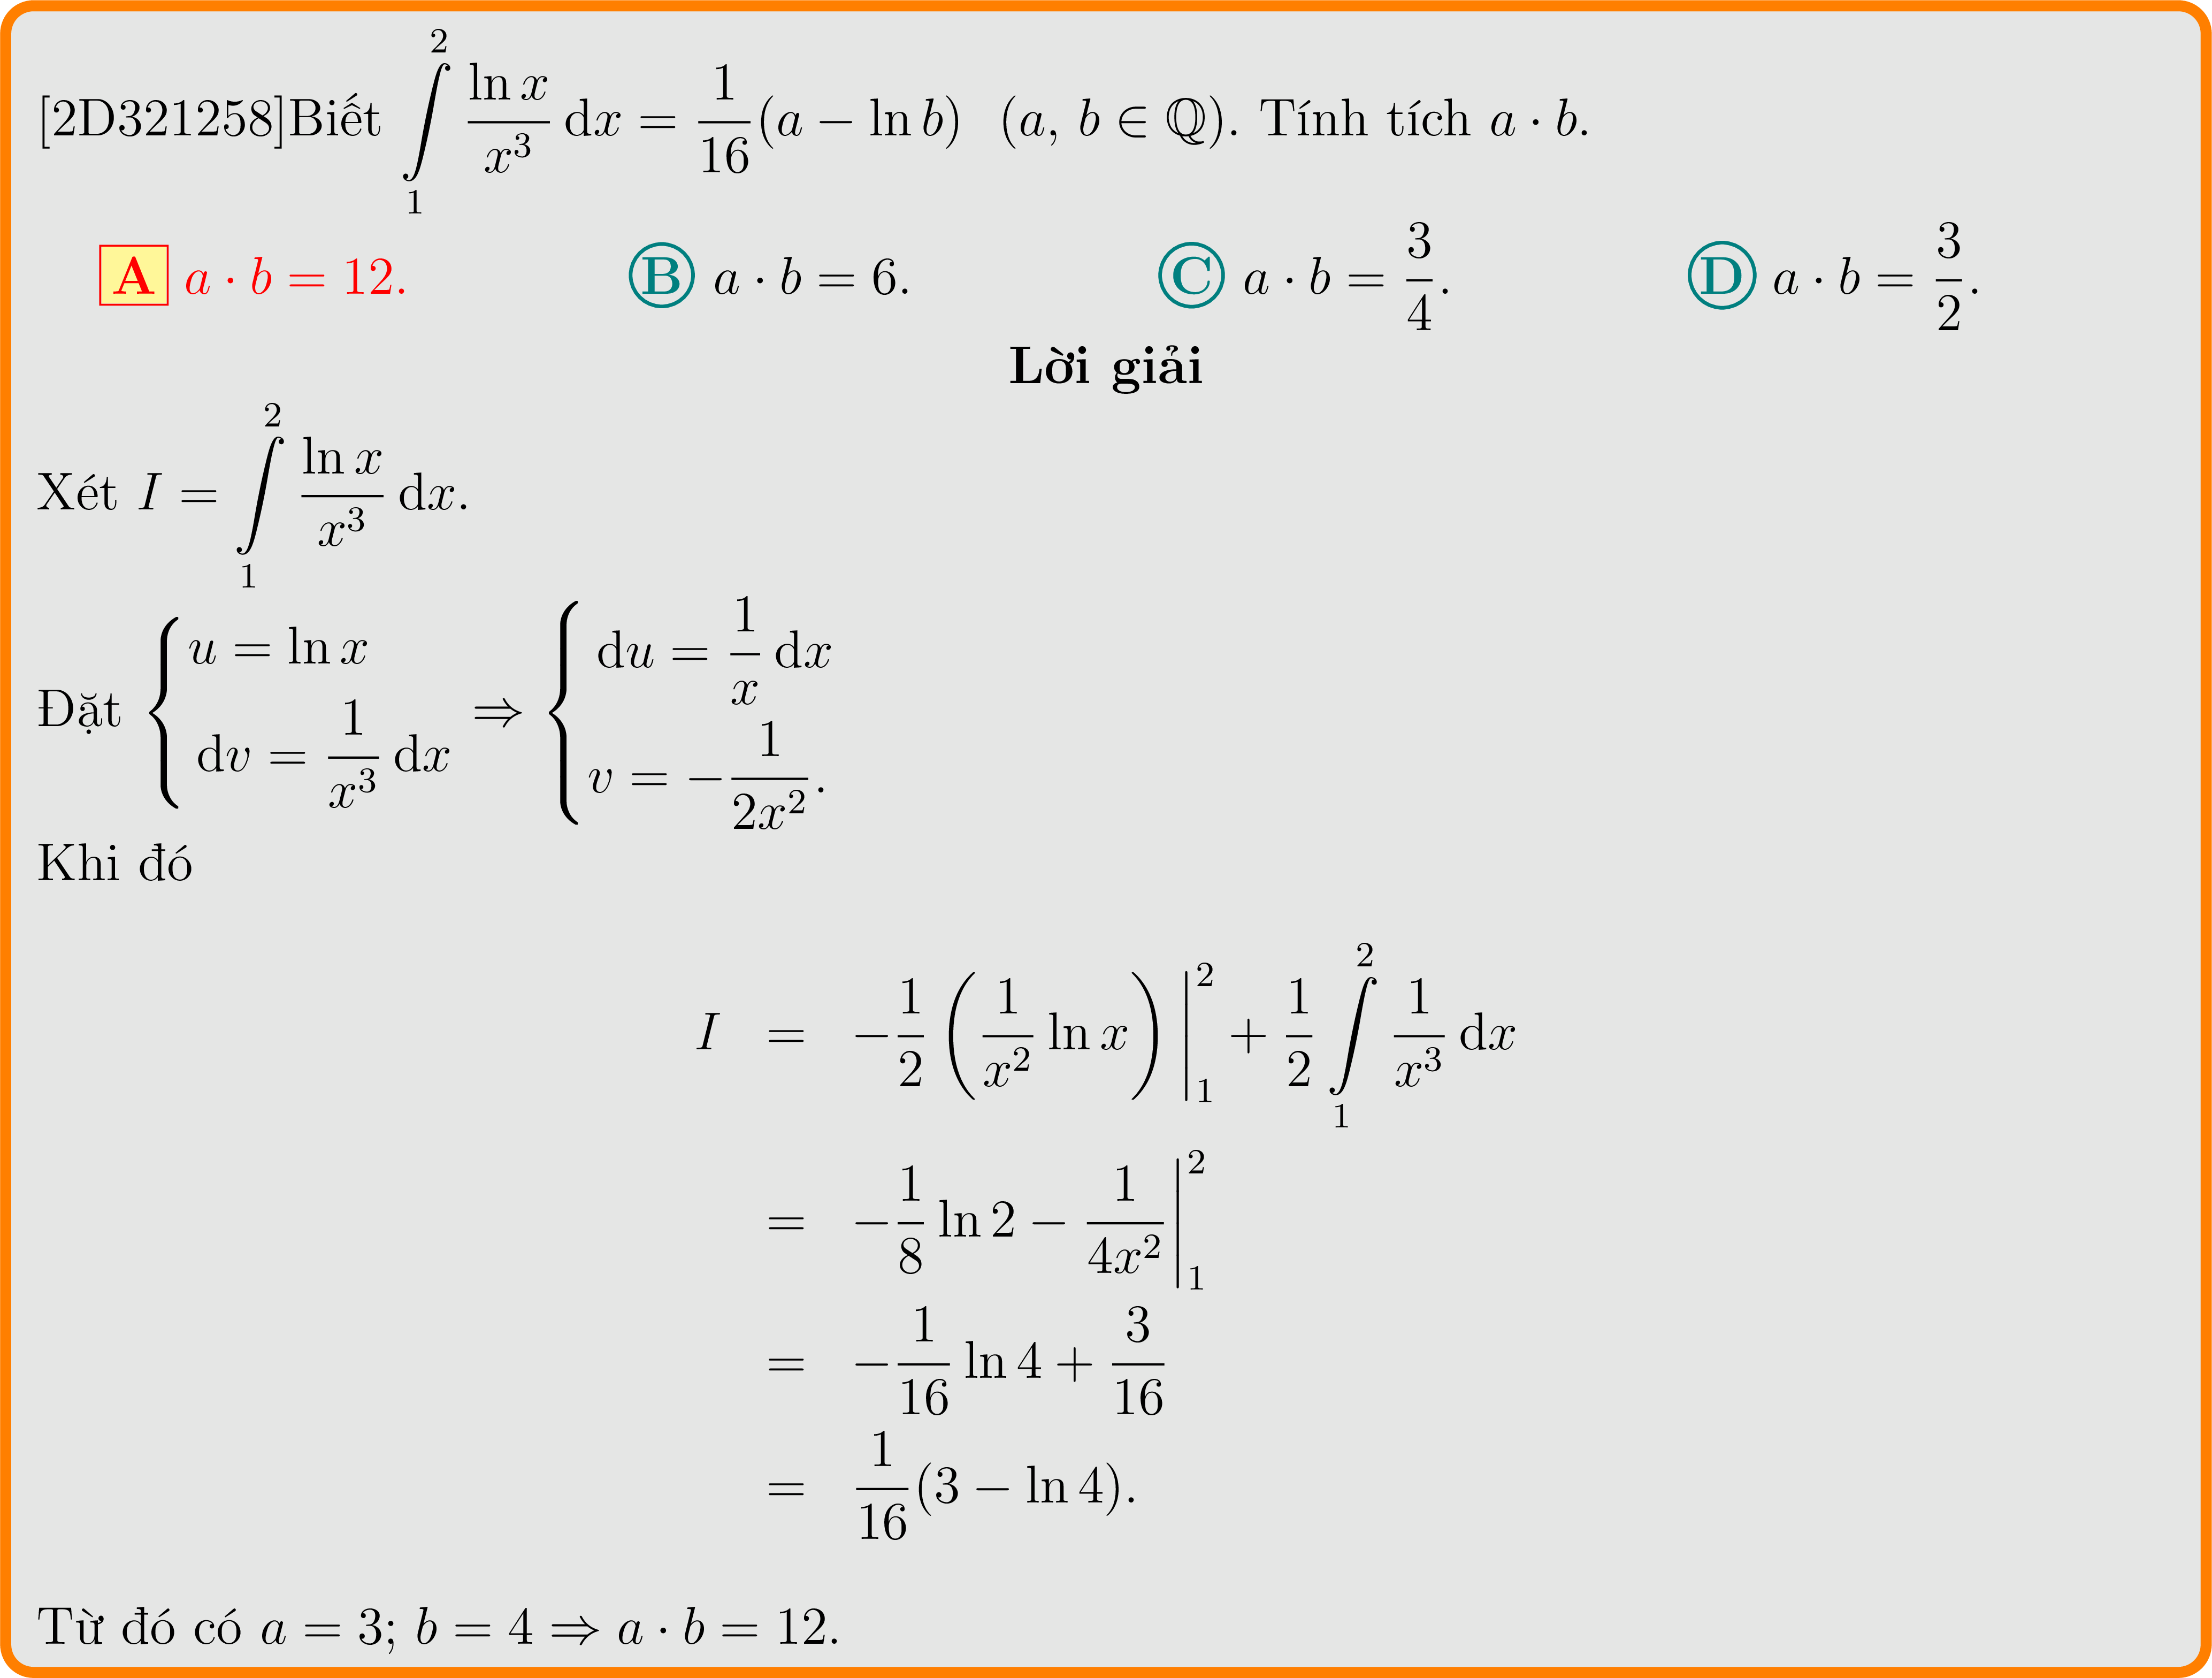 [2D321258]Biết $\int\limits_1^2 \frac{\ln x}{x^3}\,\mathrm{d}x = \frac{1}{16}(a - \ln b)$ $(a, b \in \mathbb{Q})$. Tính tích $a \cdot b$.
A $a \cdot b = 12$. B $a \cdot b = 6$. C $a \cdot b = \frac{3}{4}$. D $a \cdot b = \frac{3}{2}$.
Lời giải
Xét $I = \int\limits_1^2 \frac{\ln x}{x^3}\,\mathrm{d}x$.
Đặt $\begin{cases} u = \ln x \\ \mathrm{d}v = \frac{1}{x^3}\,\mathrm{d}x \end{cases} \Rightarrow \begin{cases} \mathrm{d}u = \frac{1}{x}\,\mathrm{d}x \\ v = -\frac{1}{2x^2}. \end{cases}$
Khi đó
$I = -\frac{1}{2}\left(\frac{1}{x^2}\ln x\right)\Big|_1^2 + \frac{1}{2}\int\limits_1^2 \frac{1}{x^3}\,\mathrm{d}x$
$= -\frac{1}{8}\ln 2 - \frac{1}{4x^2}\Big|_1^2$
$= -\frac{1}{16}\ln 4 + \frac{3}{16}$
$= \frac{1}{16}(3 - \ln 4).$
Từ đó có $a = 3; b = 4 \Rightarrow a \cdot b = 12$.